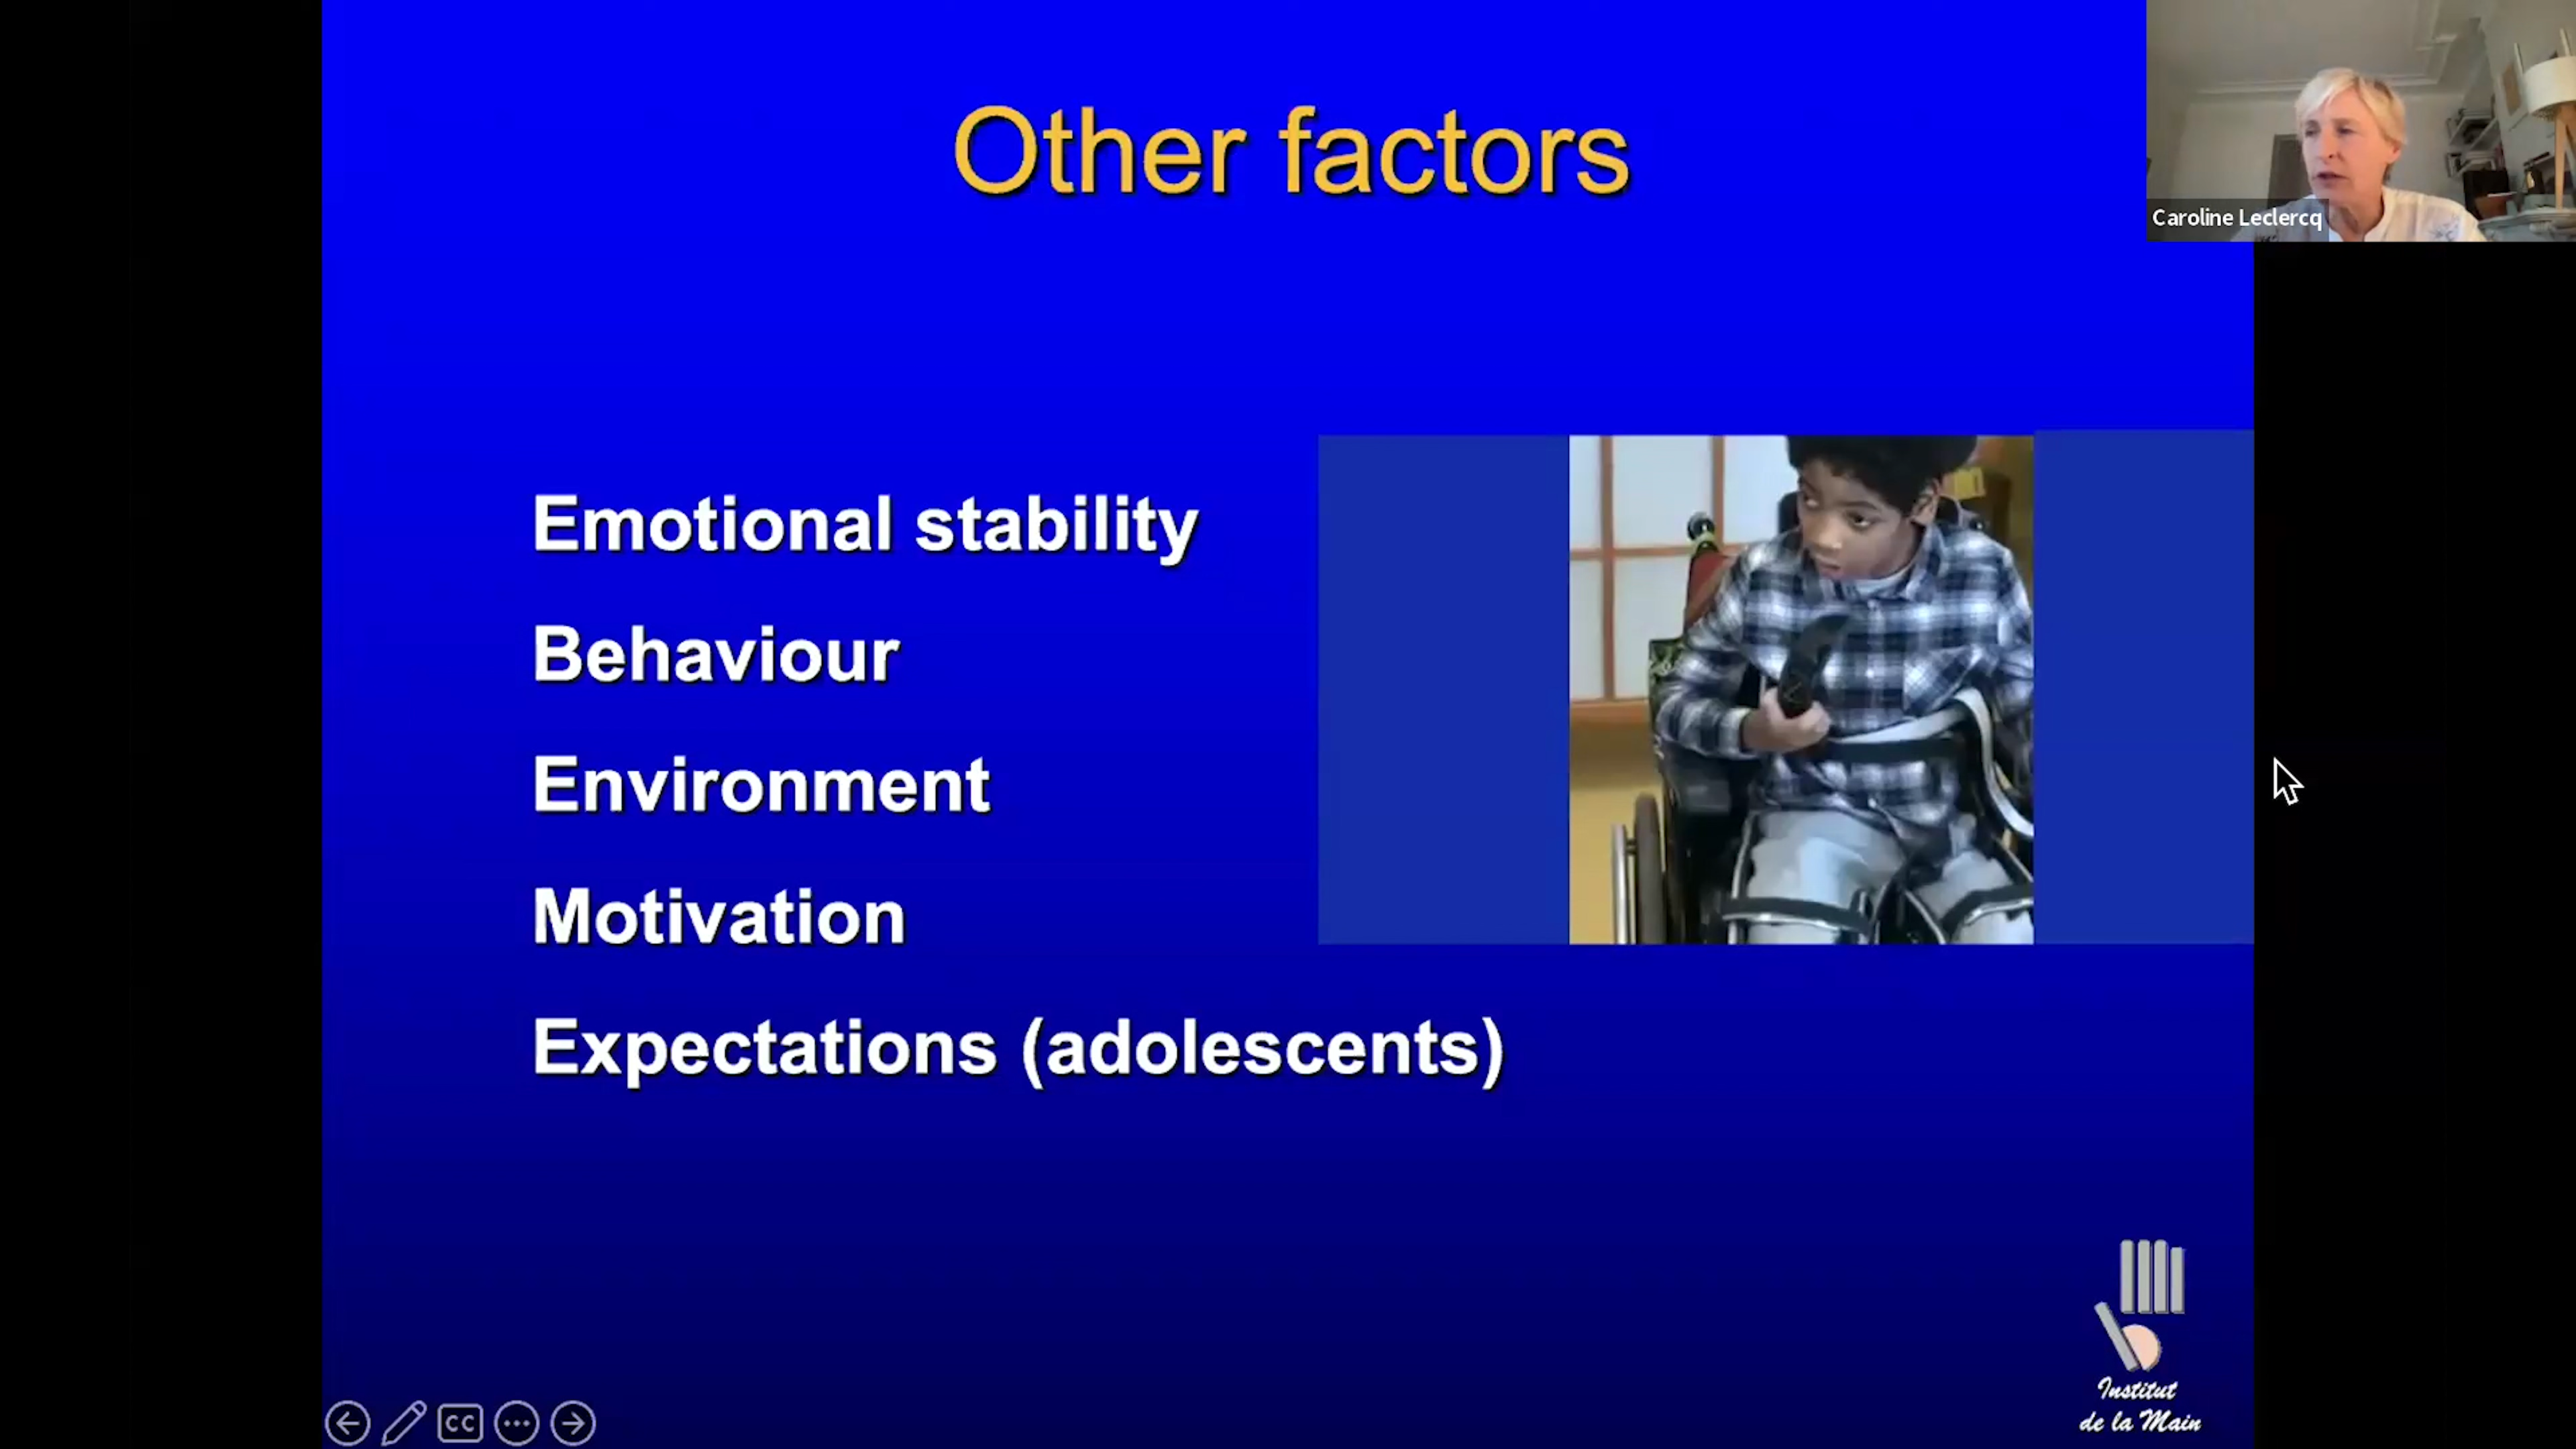 Other factors
Caroline Leclercq
Emotional stability
Behaviour
Environment
Motivation
Expectations (adolescents)
Institut
de la Main
CC